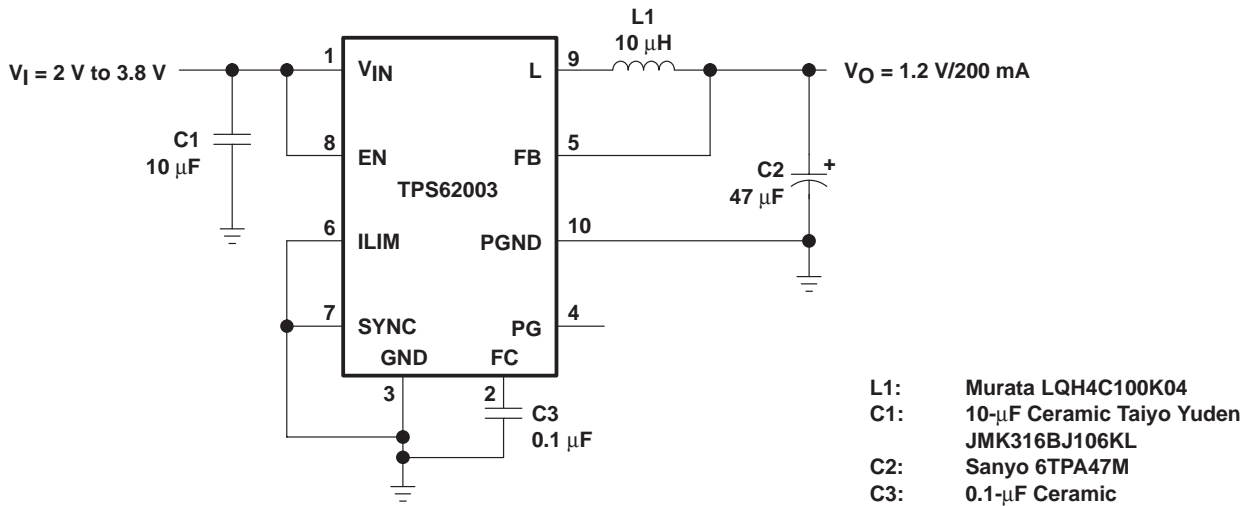 L1
10 μH
1
9
VI = 2 V to 3.8 V
VIN
L
VO = 1.2 V/200 mA
C1
10 μF
8
5
EN
FB
C2
+
47 μF
TPS62003
6
10
ILIM
PGND
7
4
SYNC
PG
GND
FC
3
2
C3
0.1 μF
L1: Murata LQH4C100K04
C1: 10-μF Ceramic Taiyo Yuden
JMK316BJ106KL
C2: Sanyo 6TPA47M
C3: 0.1-μF Ceramic